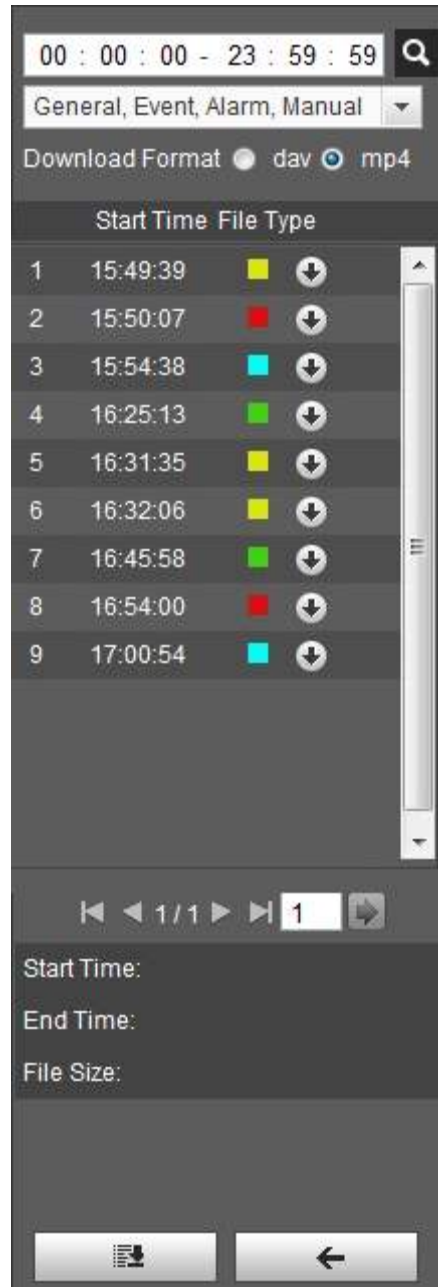 00 : 00 : 00 - 23 : 59 : 59
General, Event, Alarm, Manual
Download Format dav mp4
Start Time File Type
1 15:49:39
2 15:50:07
3 15:54:38
4 16:25:13
5 16:31:35
6 16:32:06
7 16:45:58
8 16:54:00
9 17:00:54
1 / 1 1
Start Time:
End Time:
File Size: